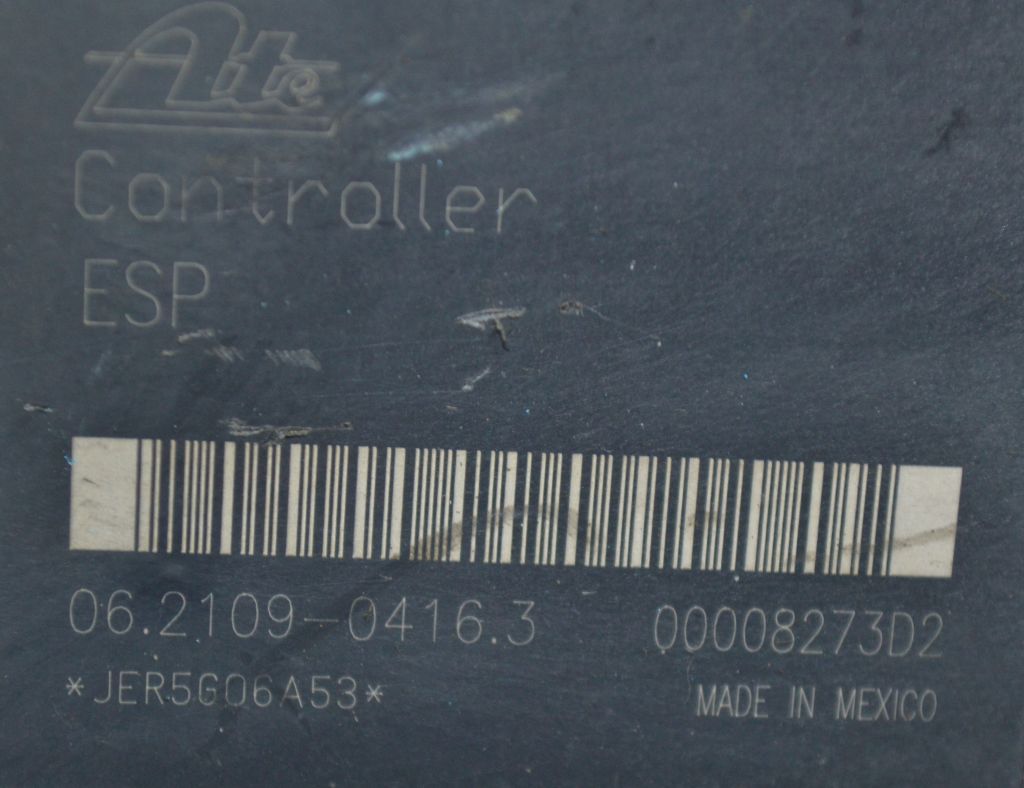 Ate
Controller
ESP
06.2109-0416.3 00008273D2
*JER5G06A53*
MADE IN MEXICO